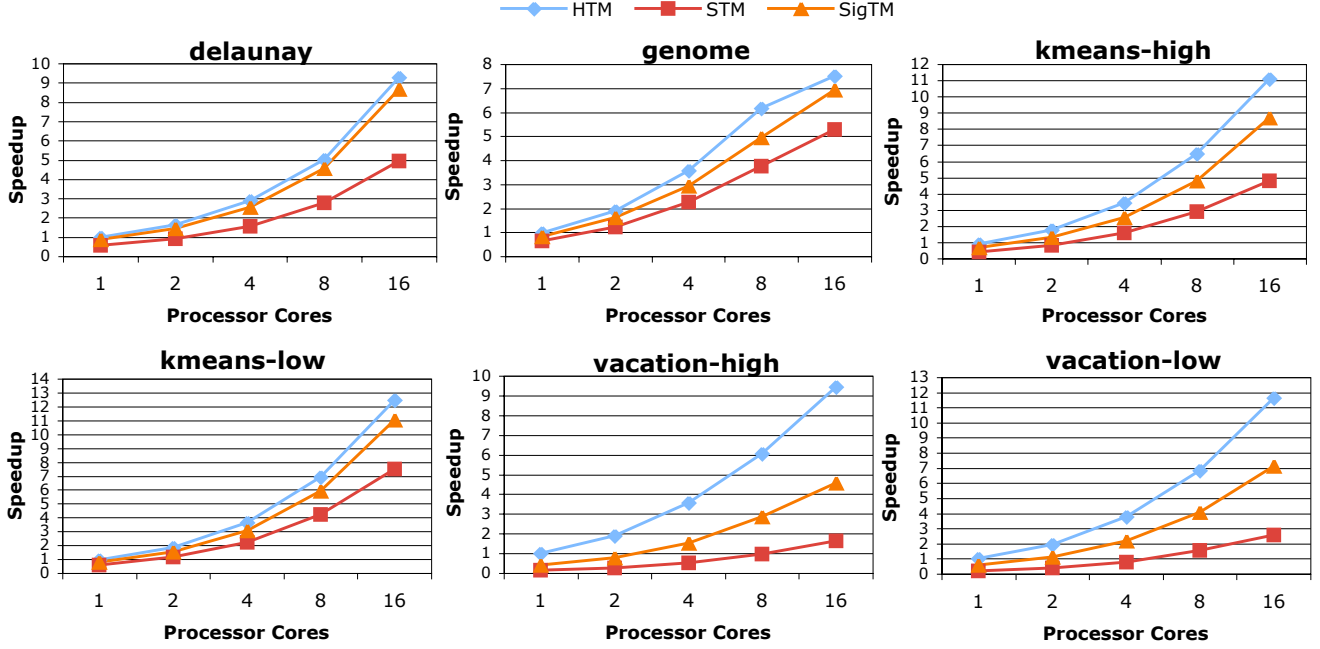 HTM STM SigTM
delaunay
10
9
8
7
6
5
4
3
2
1
0
Speedup
1 2 4 8 16
Processor Cores
genome
8
7
6
5
4
3
2
1
0
Speedup
1 2 4 8 16
Processor Cores
kmeans-high
12
11
10
9
8
7
6
5
4
3
2
1
0
Speedup
1 2 4 8 16
Processor Cores
kmeans-low
14
13
12
11
10
9
8
7
6
5
4
3
2
1
0
Speedup
1 2 4 8 16
Processor Cores
vacation-high
10
9
8
7
6
5
4
3
2
1
0
Speedup
1 2 4 8 16
Processor Cores
vacation-low
13
12
11
10
9
8
7
6
5
4
3
2
1
0
Speedup
1 2 4 8 16
Processor Cores